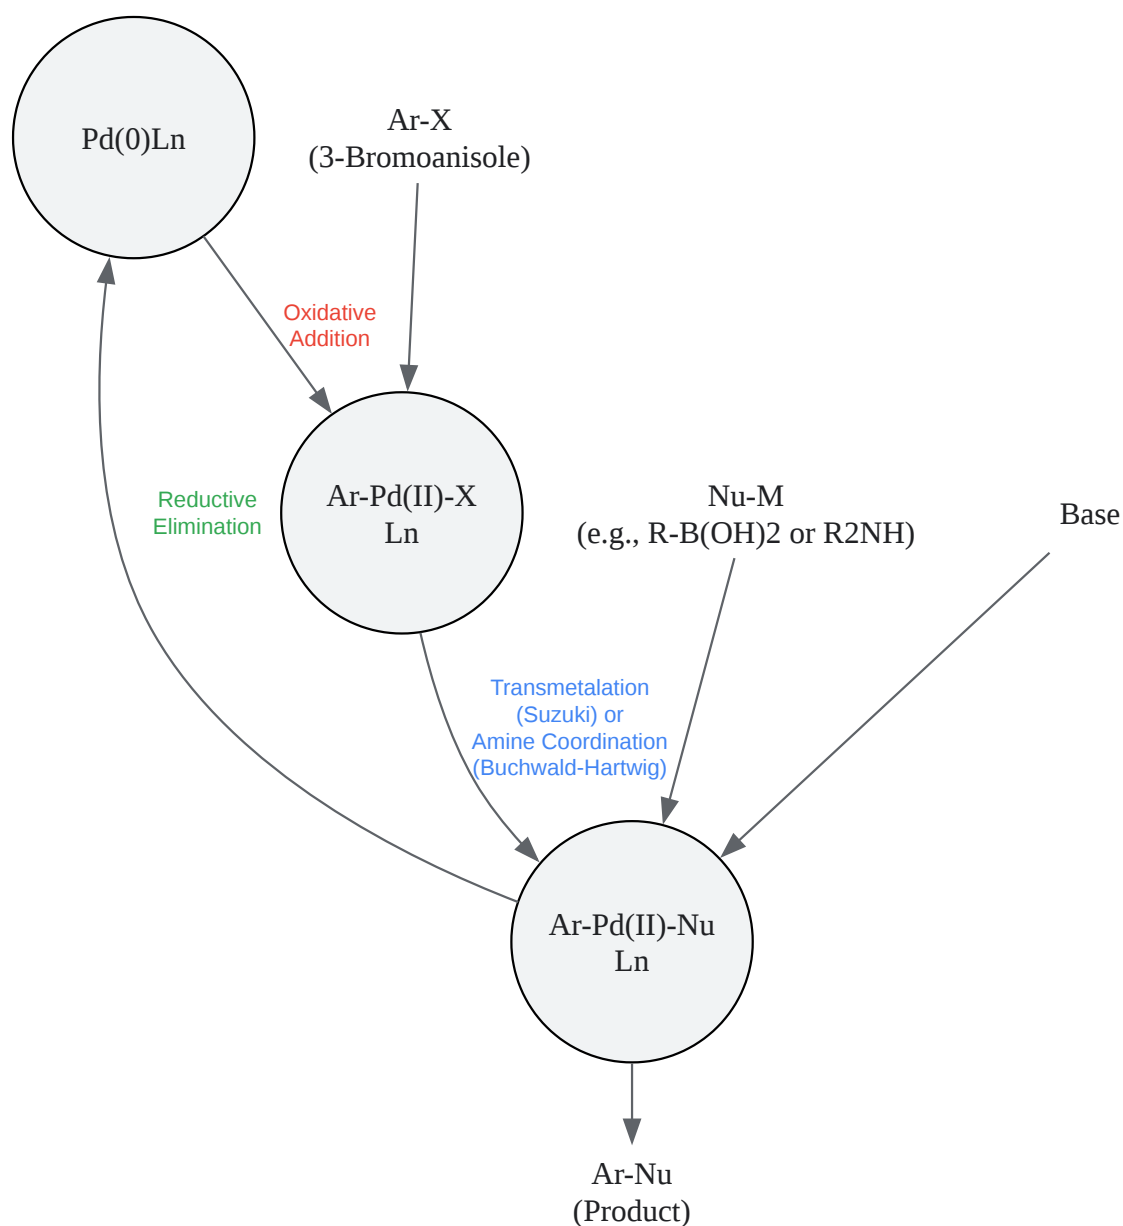 Pd(0)Ln
Ar-X
(3-Bromoanisole)
Oxidative
Addition
Reductive
Elimination
Ar-Pd(II)-X
Ln
Nu-M
(e.g., R-B(OH)2 or R2NH)
Base
Transmetalation
(Suzuki) or
Amine Coordination
(Buchwald-Hartwig)
Ar-Pd(II)-Nu
Ln
Ar-Nu
(Product)